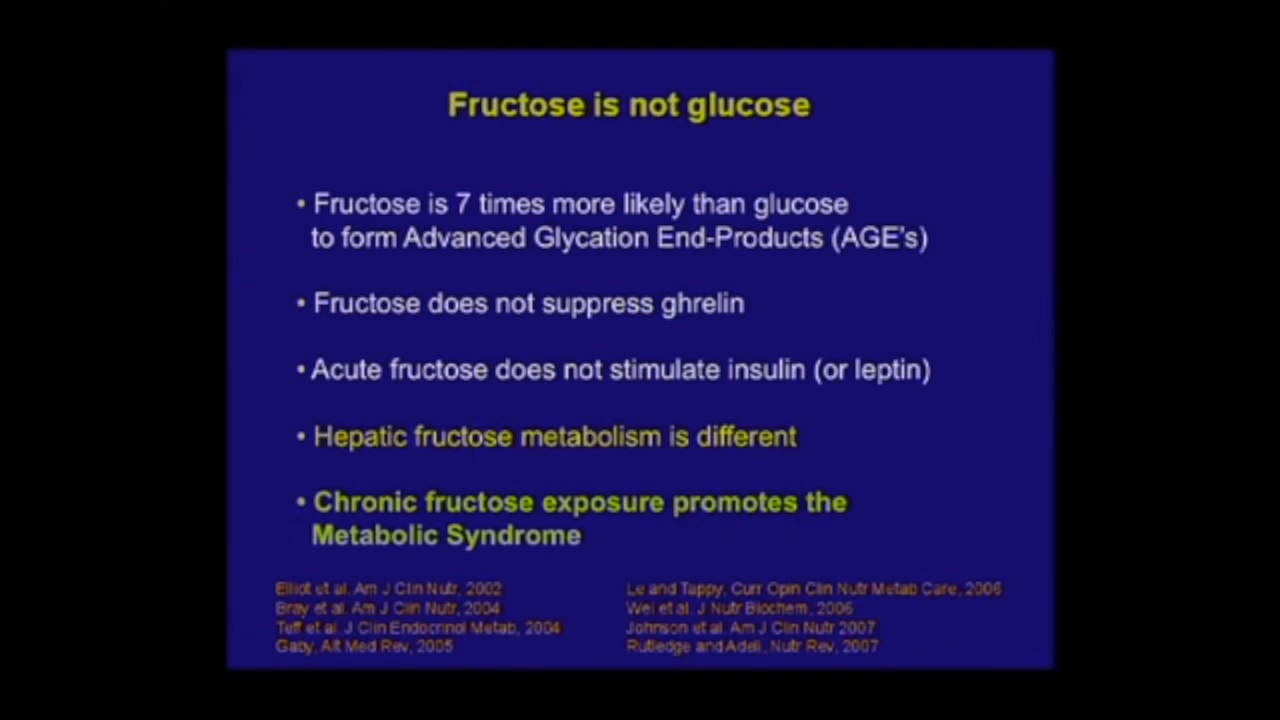 Fructose is not glucose
• Fructose is 7 times more likely than glucose
to form Advanced Glycation End-Products (AGE's)
• Fructose does not suppress ghrelin
• Acute fructose does not stimulate insulin (or leptin)
• Hepatic fructose metabolism is different
• Chronic fructose exposure promotes the
Metabolic Syndrome
Elliot et al. Am J Clin Nutr, 2002
Bray et al. Am J Clin Nutr, 2004
Teff et al. J Clin Endocrinol Metab, 2004
Gaby, Alt Med Rev, 2005
Le and Tappy, Curr Opin Clin Nutr Metab Care, 2006
Wei et al. J Nutr Biochem, 2006
Johnson et al. Am J Clin Nutr 2007
Rutledge and Adeli, Nutr Rev, 2007